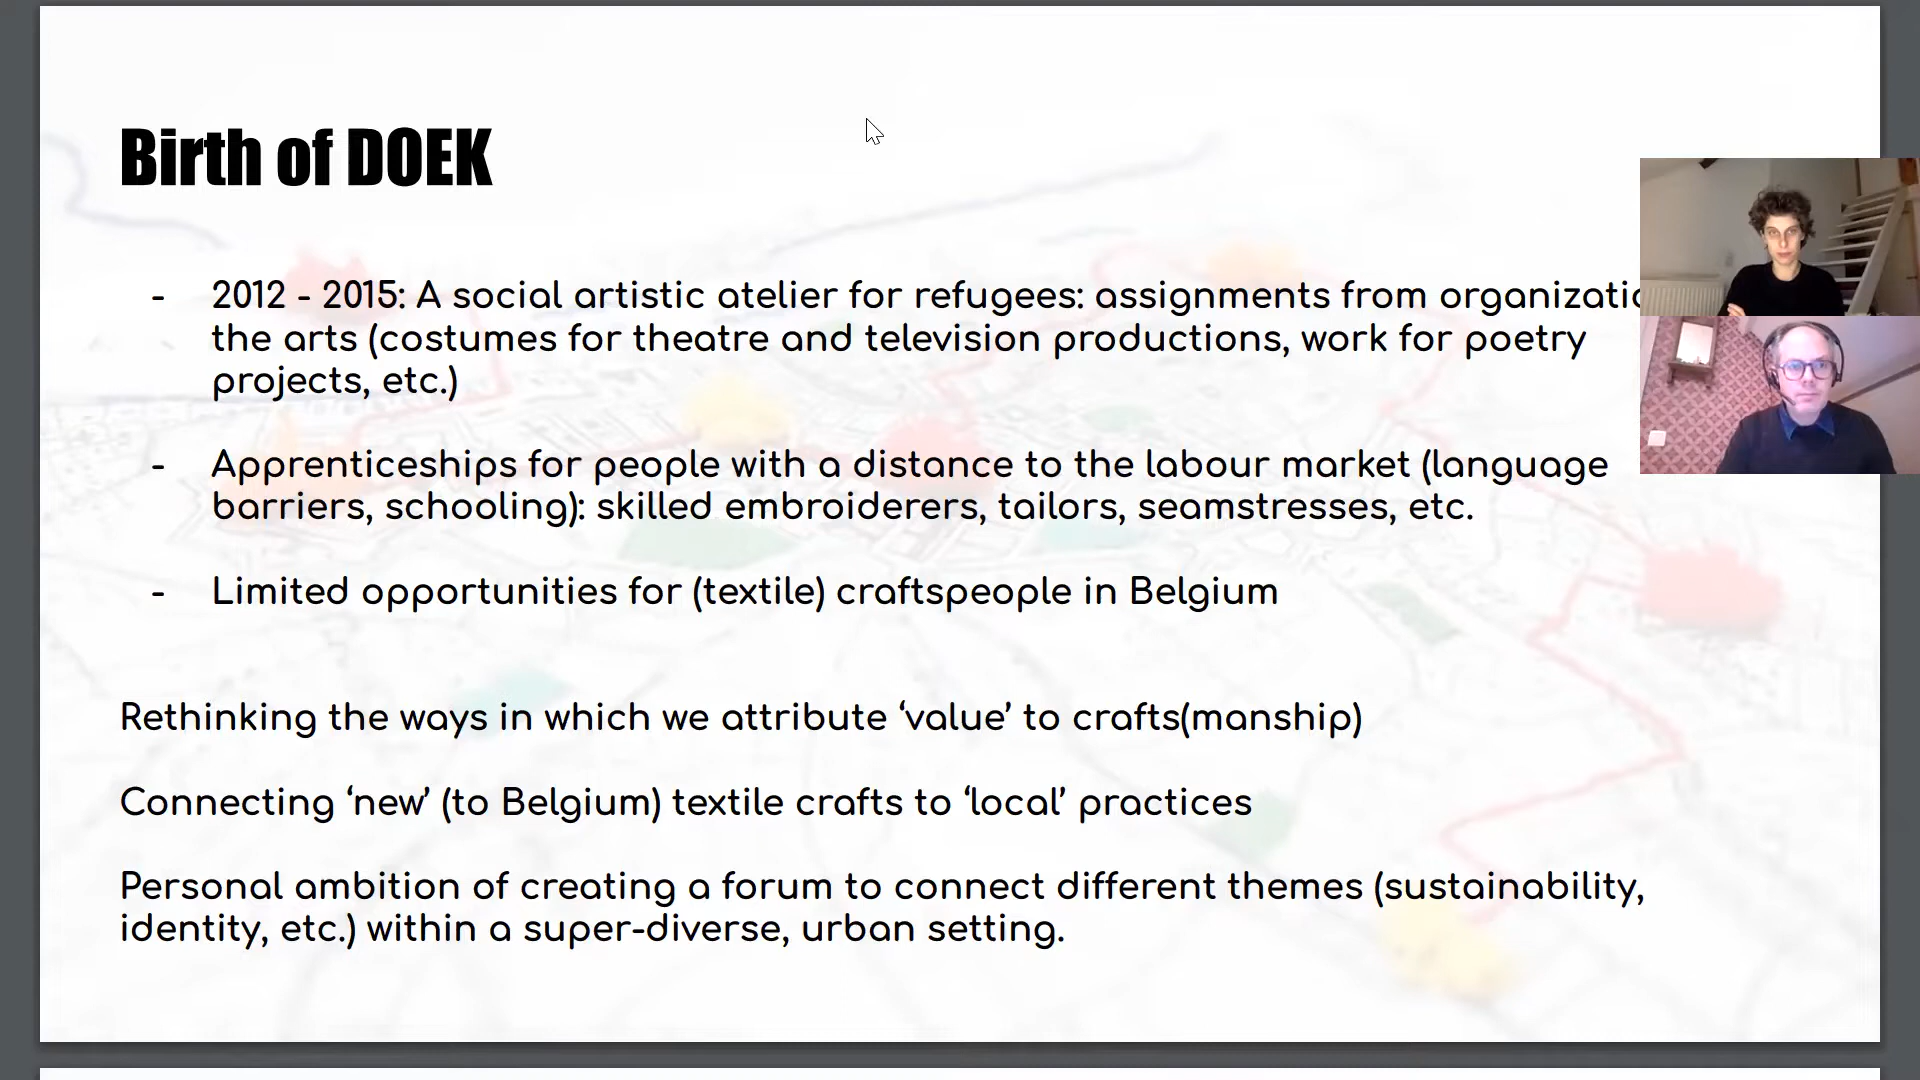 Birth of DOEK
- 2012 - 2015: A social artistic atelier for refugees: assignments from
the arts (costumes for theatre and television productions, work for poetry
projects, etc.)
- Apprenticeships for people with a distance to the labour market (language
barriers, schooling): skilled embroiderers, tailors, seamstresses, etc.
- Limited opportunities for (textile) craftspeople in Belgium
Rethinking the ways in which we attribute ‘value’ to crafts(manship)
Connecting ‘new’ (to Belgium) textile crafts to ‘local’ practices
Personal ambition of creating a forum to connect different themes (sustainability,
identity, etc.) within a super-diverse, urban setting.